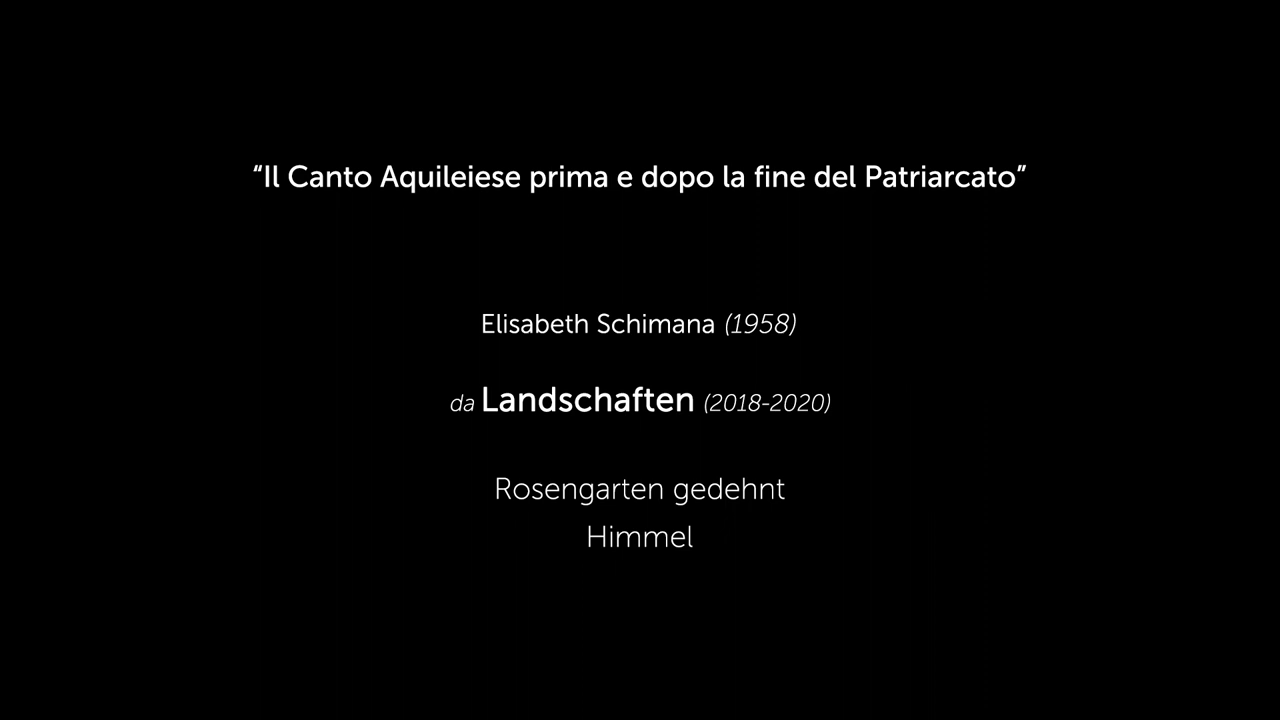 “Il Canto Aquileiese prima e dopo la fine del Patriarcato”
Elisabeth Schimana (1958)
da Landschaften (2018-2020)
Rosengarten gedehnt
Himmel